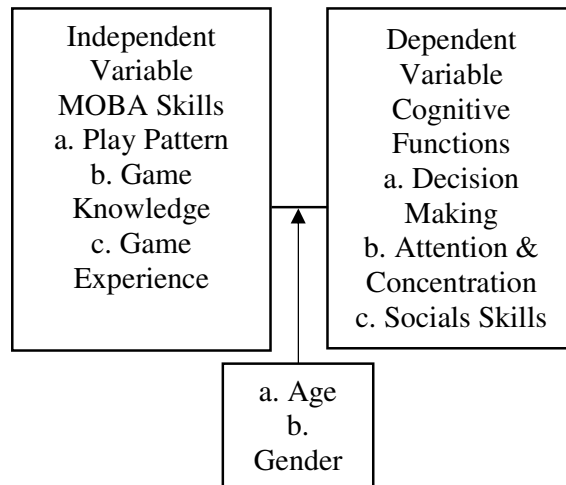 Independent
Variable
MOBA Skills
a. Play Pattern
b. Game
Knowledge
c. Game
Experience
Dependent
Variable
Cognitive
Functions
a. Decision
Making
b. Attention &
Concentration
c. Socials Skills
a. Age
b.
Gender